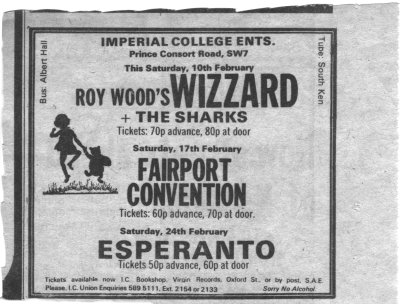 IMPERIAL COLLEGE ENTS.
Prince Consort Road, SW7
Bus: Albert Hall
Tube: South Ken
This Saturday, 10th February
ROY WOOD'S WIZZARD
+ THE SHARKS
Tickets: 70p advance, 80p at door
Saturday, 17th February
FAIRPORT
CONVENTION
Tickets: 60p advance, 70p at door.
Saturday, 24th February
ESPERANTO
Tickets 50p advance, 60p at door
Tickets available now I.C. Bookshop, Virgin Records, Oxford St., or by post, S.A.E.
Please, I.C. Union Enquiries 589 5111, Ext. 2154 or 2133
Sorry No Alcohol